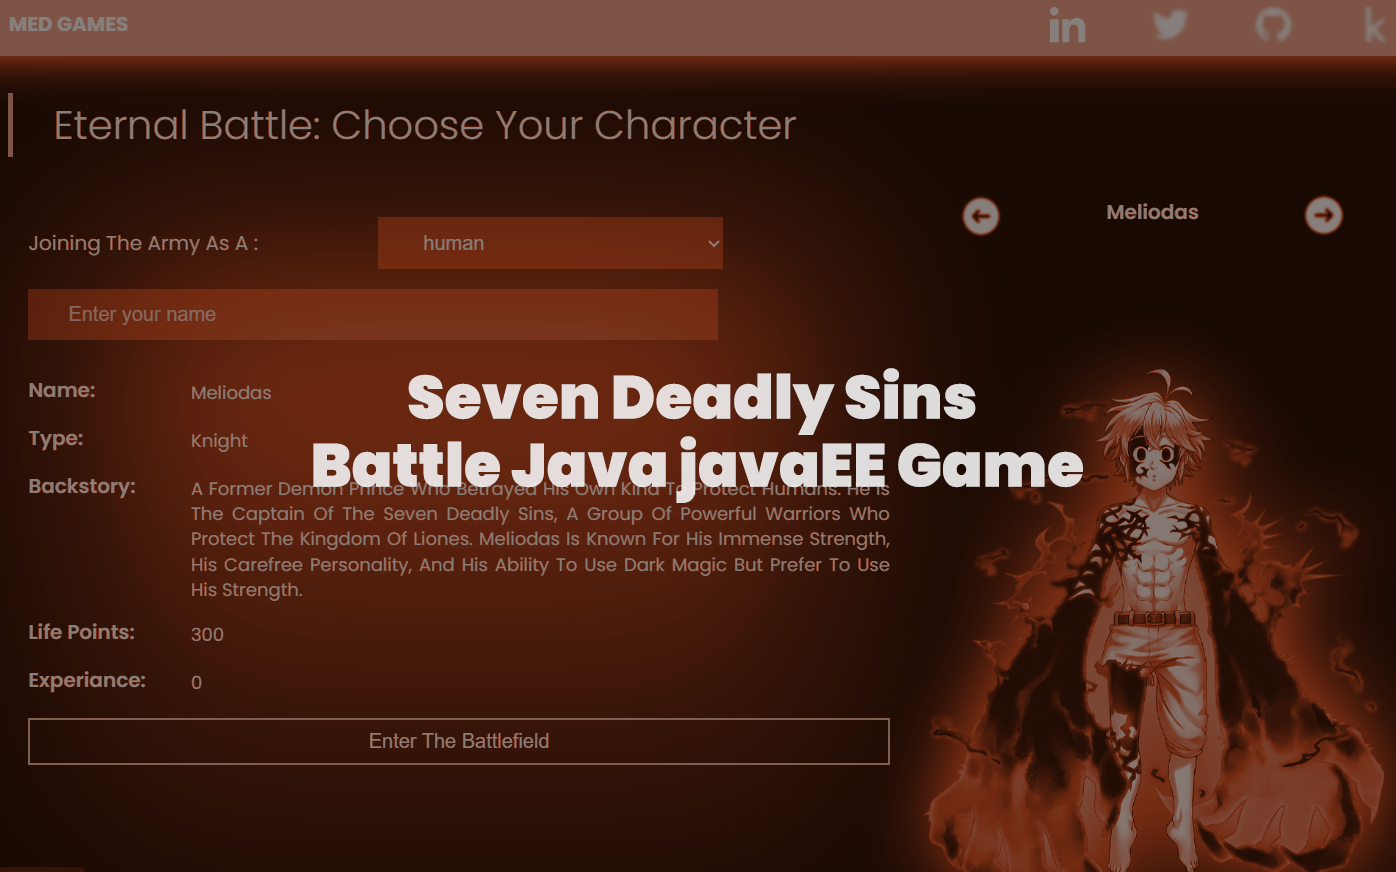 MED GAMES
in
k
Eternal Battle: Choose Your Character
Meliodas
Joining The Army As A :
human
Enter your name
Name:
Meliodas
Type:
Knight
Seven Deadly Sins
Battle Java javaEE Game
Backstory:
A Former Demon Prince Who Betrayed His Own Kind To Protect Humans. He Is
The Captain Of The Seven Deadly Sins, A Group Of Powerful Warriors Who
Protect The Kingdom Of Liones. Meliodas Is Known For His Immense Strength,
His Carefree Personality, And His Ability To Use Dark Magic But Prefer To Use
His Strength.
Life Points:
300
Experiance:
0
Enter The Battlefield